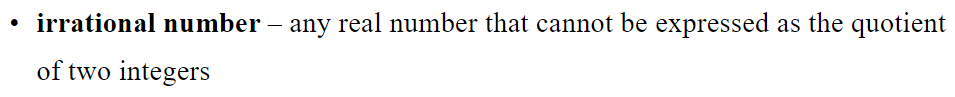 • irrational number – any real number that cannot be expressed as the quotient
of two integers